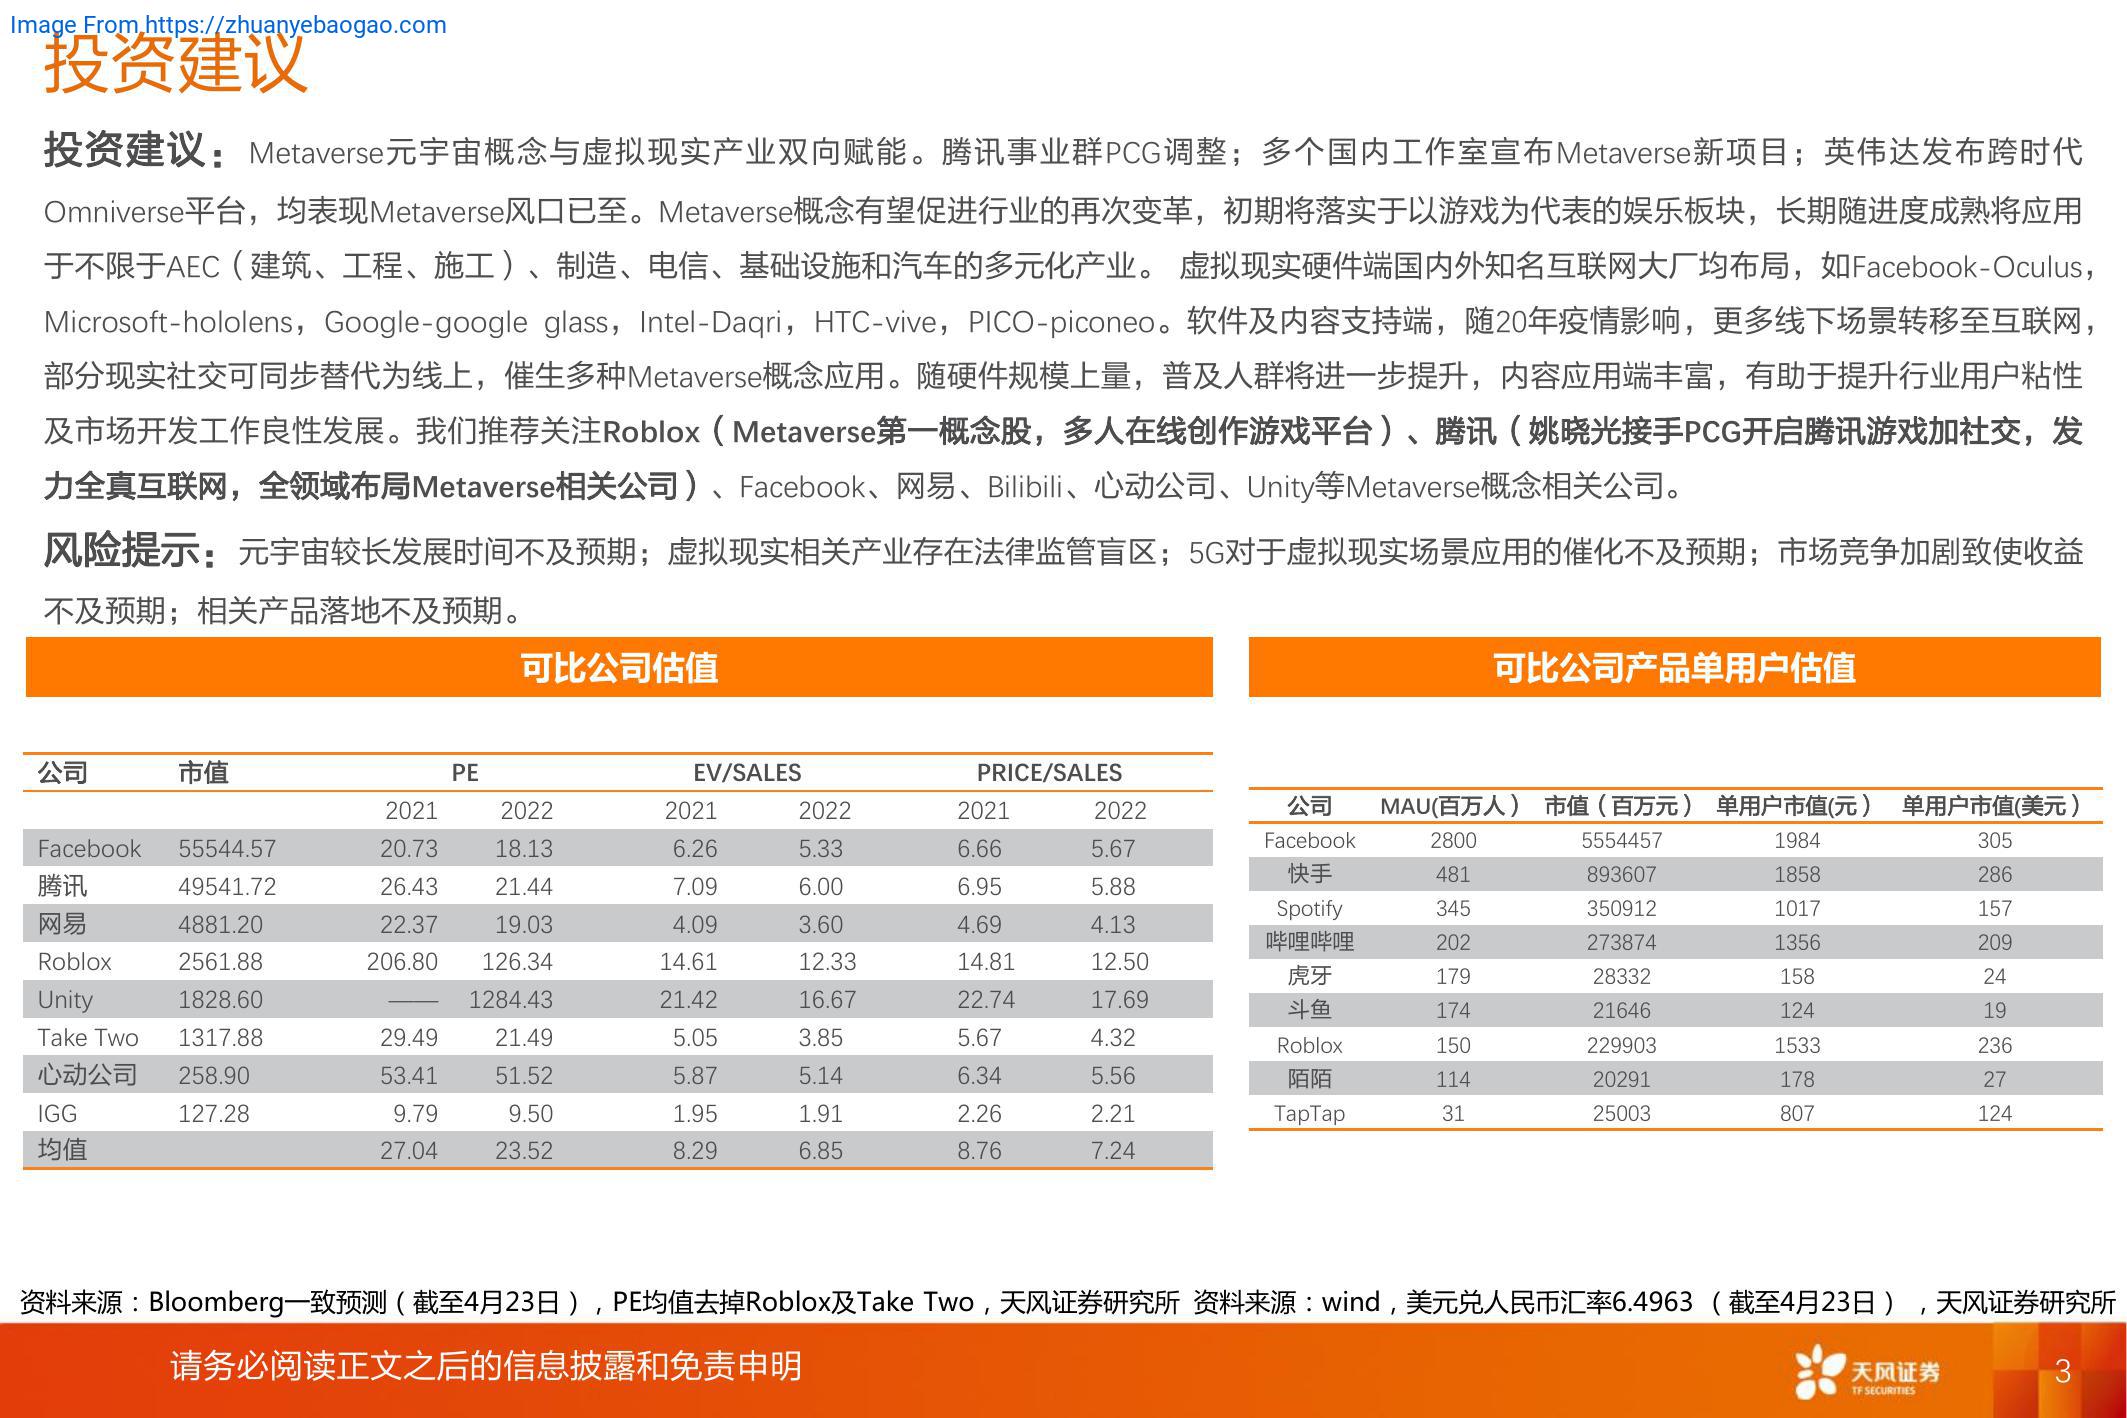 Image From https://zhuanyebaogao.com
投资建议
投资建议：Metaverse元宇宙概念与虚拟现实产业双向赋能。腾讯事业群PCG调整；多个国内工作室宣布Metaverse新项目；英伟达发布跨时代
Omniverse平台，均表现Metaverse风口已至。Metaverse概念有望促进行业的再次变革，初期将落实于以游戏为代表的娱乐板块，长期随进度成熟将应用
于不限于AEC（建筑、工程、施工）、制造、电信、基础设施和汽车的多元化产业。 虚拟现实硬件端国内外知名互联网大厂均布局，如Facebook-Oculus，
Microsoft-hololens，Google-google glass，Intel-Daqri，HTC-vive，PICO-piconeo。软件及内容支持端，随20年疫情影响，更多线下场景转移至互联网，
部分现实社交可同步替代为线上，催生多种Metaverse概念应用。随硬件规模上量，普及人群将进一步提升，内容应用端丰富，有助于提升行业用户粘性
及市场开发工作良性发展。我们推荐关注Roblox（Metaverse第一概念股，多人在线创作游戏平台）、腾讯（姚晓光接手PCG开启腾讯游戏加社交，发
力全真互联网，全领域布局Metaverse相关公司）、Facebook、网易、Bilibili、心动公司、Unity等Metaverse概念相关公司。
风险提示：元宇宙较长发展时间不及预期；虚拟现实相关产业存在法律监管盲区；5G对于虚拟现实场景应用的催化不及预期；市场竞争加剧致使收益
不及预期；相关产品落地不及预期。
可比公司估值
公司 市值 PE EV/SALES PRICE/SALES
2021 2022 2021 2022 2021 2022
Facebook 55544.57 20.73 18.13 6.26 5.33 6.66 5.67
腾讯 49541.72 26.43 21.44 7.09 6.00 6.95 5.88
网易 4881.20 22.37 19.03 4.09 3.60 4.69 4.13
Roblox 2561.88 206.80 126.34 14.61 12.33 14.81 12.50
Unity 1828.60 —— 1284.43 21.42 16.67 22.74 17.69
Take Two 1317.88 29.49 21.49 5.05 3.85 5.67 4.32
心动公司 258.90 53.41 51.52 5.87 5.14 6.34 5.56
IGG 127.28 9.79 9.50 1.95 1.91 2.26 2.21
均值 27.04 23.52 8.29 6.85 8.76 7.24
可比公司产品单用户估值
公司 MAU(百万人） 市值（百万元） 单用户市值(元） 单用户市值(美元）
Facebook 2800 5554457 1984 305
快手 481 893607 1858 286
Spotify 345 350912 1017 157
哔哩哔哩 202 273874 1356 209
虎牙 179 28332 158 24
斗鱼 174 21646 124 19
Roblox 150 229903 1533 236
陌陌 114 20291 178 27
TapTap 31 25003 807 124
资料来源：Bloomberg一致预测（截至4月23日），PE均值去掉Roblox及Take Two，天风证券研究所 资料来源：wind，美元兑人民币汇率6.4963 （截至4月23日） ，天风证券研究所
请务必阅读正文之后的信息披露和免责申明
天风证券
TF SECURITIES
3